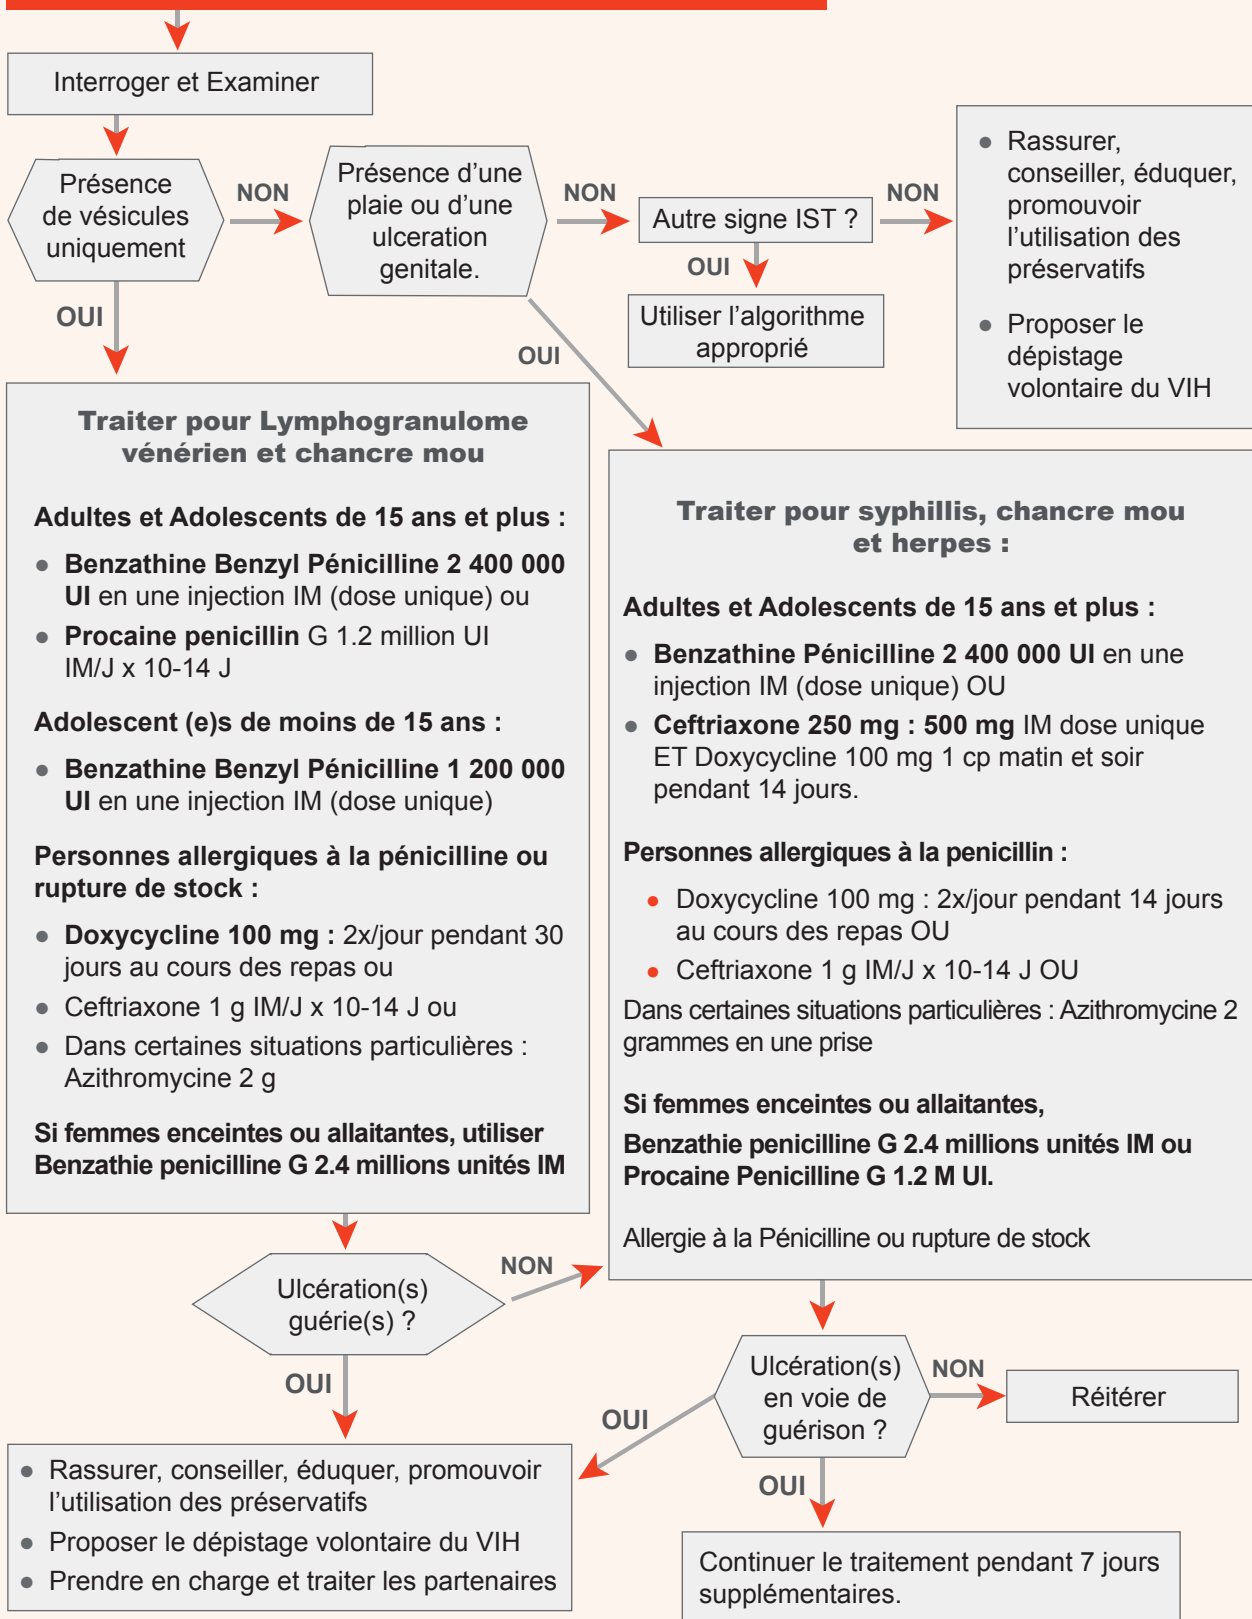 Interroger et Examiner
Présence
de vésicules
uniquement
NON
Présence d'une
plaie ou d'une
ulceration
genitale.
NON
Autre signe IST ?
NON
● Rassurer,
conseiller, éduquer,
promouvoir
l'utilisation des
préservatifs
● Proposer le
dépistage
volontaire du VIH
OUI
Utiliser l'algorithme
approprié
OUI
OUI
Traiter pour Lymphogranulome
vénérien et chancre mou
Adultes et Adolescents de 15 ans et plus :
● Benzathine Benzyl Pénicilline 2 400 000
UI en une injection IM (dose unique) ou
● Procaine penicillin G 1.2 million UI
IM/J x 10-14 J
Adolescent (e)s de moins de 15 ans :
● Benzathine Benzyl Pénicilline 1 200 000
UI en une injection IM (dose unique)
Personnes allergiques à la pénicilline ou
rupture de stock :
● Doxycycline 100 mg : 2x/jour pendant 30
jours au cours des repas ou
● Ceftriaxone 1 g IM/J x 10-14 J ou
● Dans certaines situations particulières :
Azithromycine 2 g
Si femmes enceintes ou allaitantes, utiliser
Benzathie penicilline G 2.4 millions unités IM
Traiter pour syphillis, chancre mou
et herpes :
Adultes et Adolescents de 15 ans et plus :
● Benzathine Pénicilline 2 400 000 UI en une
injection IM (dose unique) OU
● Ceftriaxone 250 mg : 500 mg IM dose unique
ET Doxycycline 100 mg 1 cp matin et soir
pendant 14 jours.
Personnes allergiques à la penicillin :
● Doxycycline 100 mg : 2x/jour pendant 14 jours
au cours des repas OU
● Ceftriaxone 1 g IM/J x 10-14 J OU
Dans certaines situations particulières : Azithromycine 2
grammes en une prise
Si femmes enceintes ou allaitantes,
Benzathie penicilline G 2.4 millions unités IM ou
Procaine Penicilline G 1.2 M UI.
Allergie à la Pénicilline ou rupture de stock
Ulcération(s)
guérie(s) ?
NON
OUI
Ulcération(s)
en voie de
guérison ?
NON
Réitérer
OUI
OUI
● Rassurer, conseiller, éduquer, promouvoir
l'utilisation des préservatifs
● Proposer le dépistage volontaire du VIH
● Prendre en charge et traiter les partenaires
Continuer le traitement pendant 7 jours
supplémentaires.